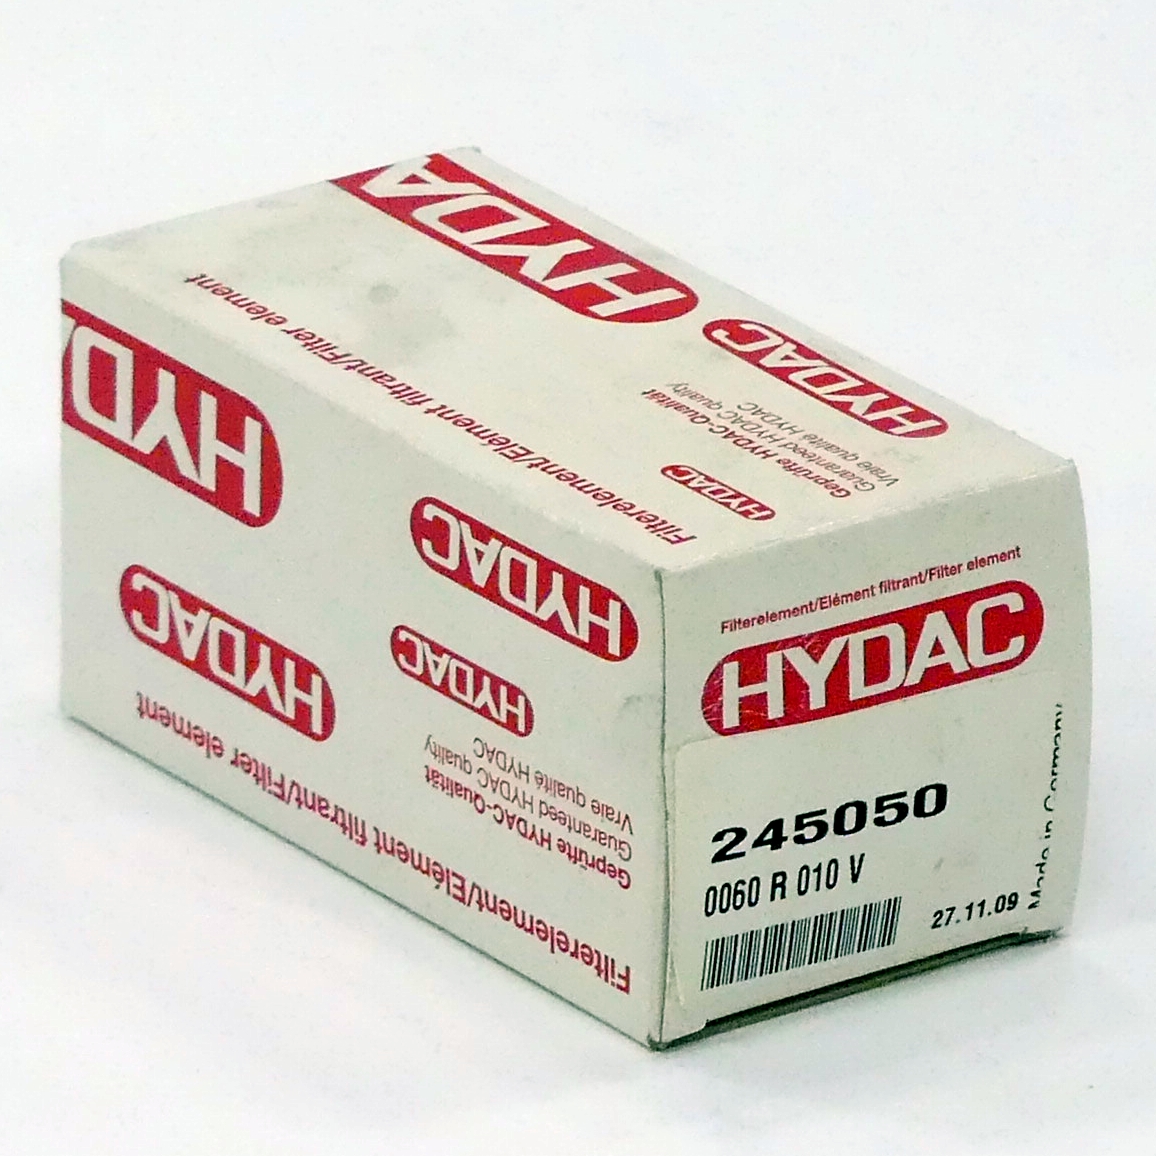 HYDA
HYDAC
Geprüfte HYDAC-Qualität
Guaranteed HYDAC quality
Vraie qualité HYDAC
HYDAC
Filterelement/Elément filtrant/Filter element
HYD
HYDAC
HYDAC
HYDAC
Geprüfte HYDAC-Qualität
Guaranteed HYDAC quality
Vraie qualité HYDAC
Filterelement/Elément filtrant/Filter element
Filterelement/Elément filtrant/Filter element
HYDAC
245050
0060 R 010 V
27.11.09
Made in Germany